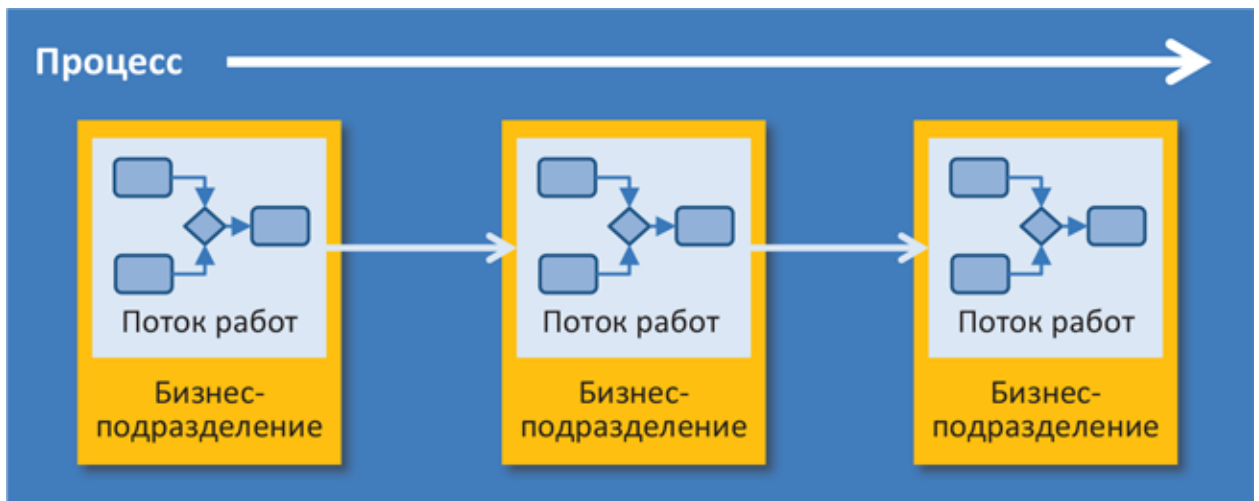 Процесс
Поток работ
Бизнес-
подразделение
Поток работ
Бизнес-
подразделение
Поток работ
Бизнес-
подразделение